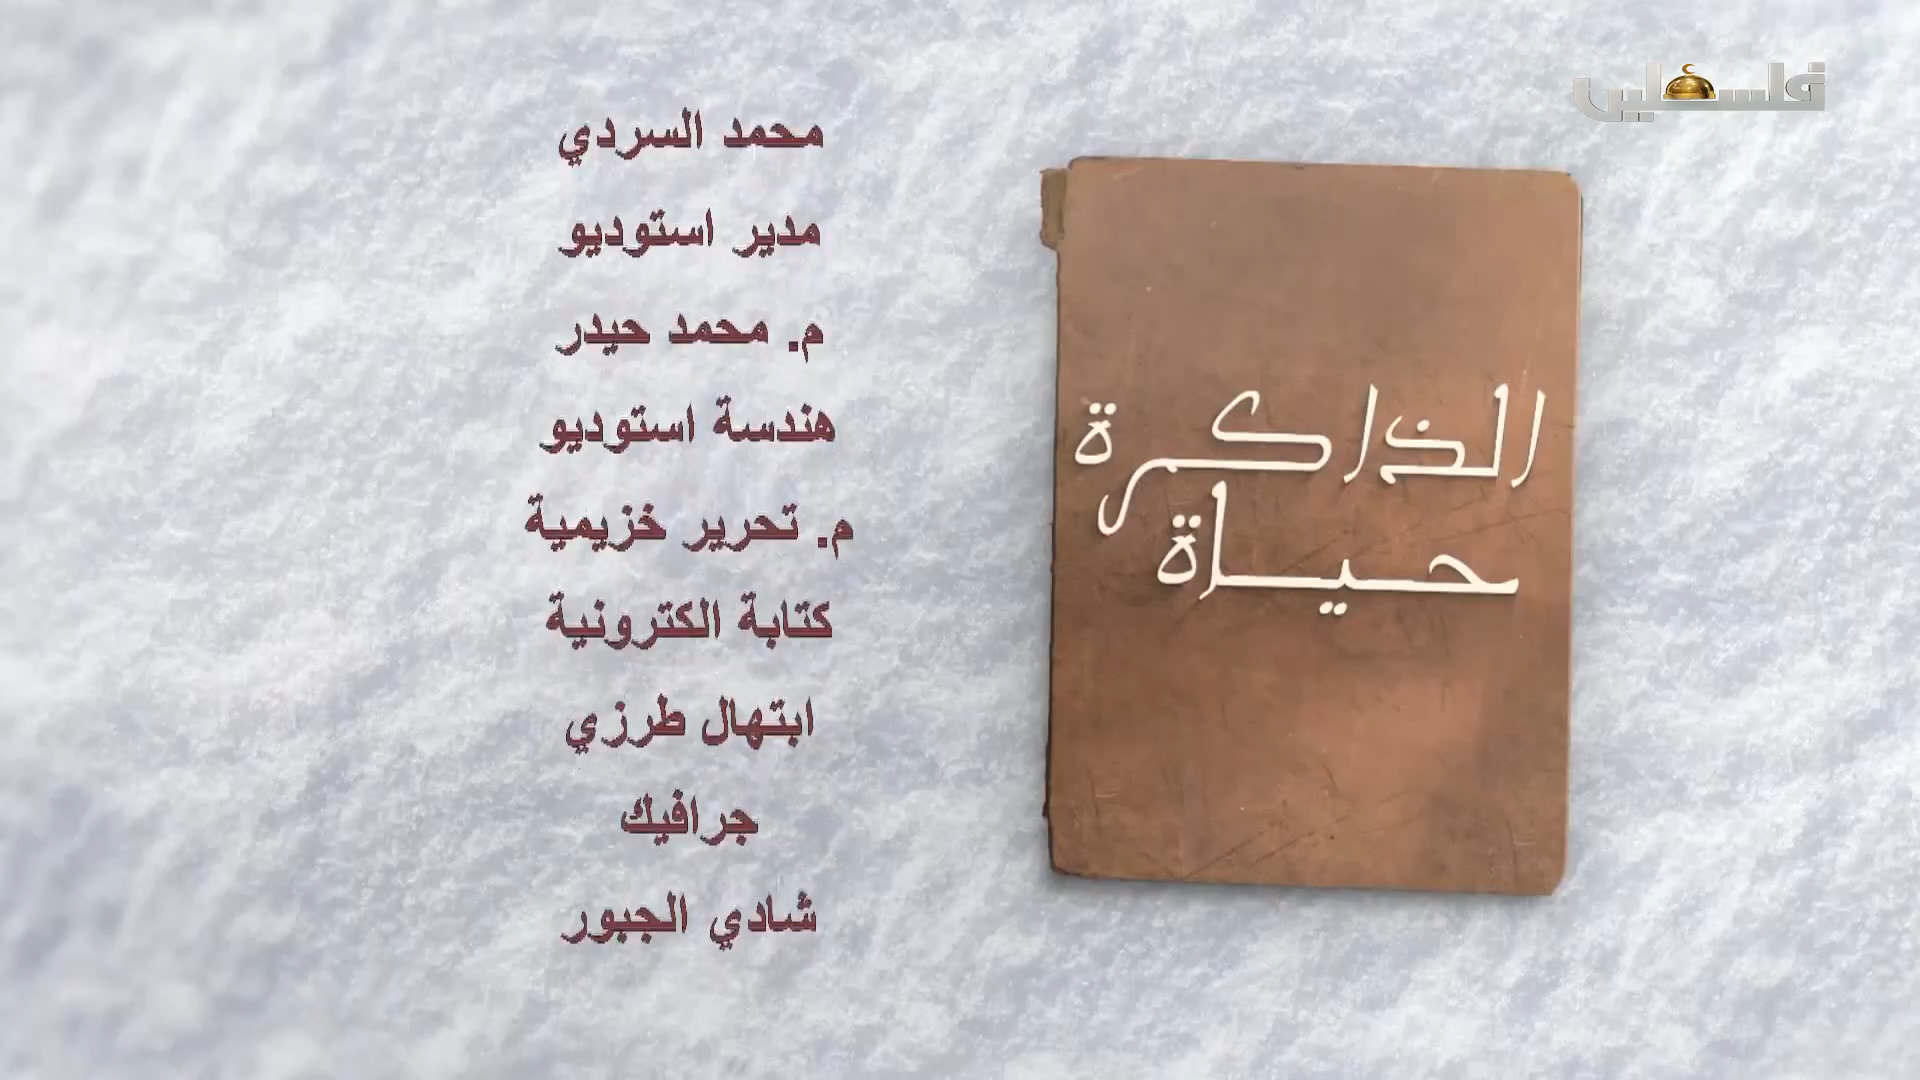 فلسطين
محمد السردي
مدير استوديو
م. محمد حيدر
هندسة استوديو
م. تحرير خزيمية
كتابة الكترونية
ابتهال طرزي
جرافيك
شادي الجبور
الذاكرة
حياة